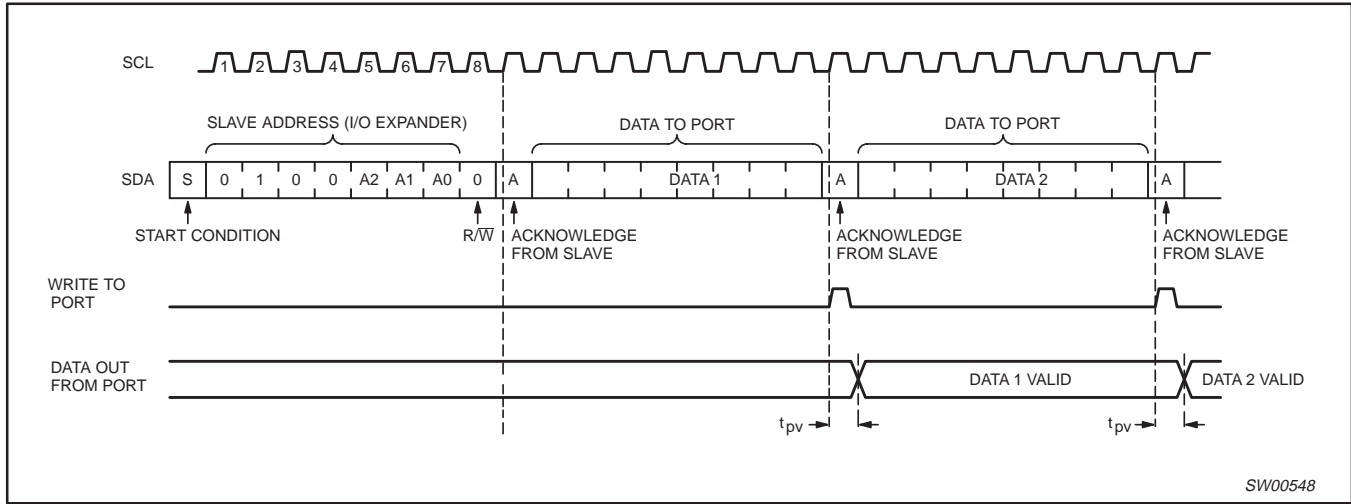 SCL
1 2 3 4 5 6 7 8
SLAVE ADDRESS (I/O EXPANDER)
DATA TO PORT
DATA TO PORT
SDA S 0 1 0 0 A2 A1 A0 0 A DATA 1 A DATA 2 A
START CONDITION
R/W̅
ACKNOWLEDGE
FROM SLAVE
ACKNOWLEDGE
FROM SLAVE
ACKNOWLEDGE
FROM SLAVE
WRITE TO
PORT
DATA OUT
FROM PORT
DATA 1 VALID
DATA 2 VALID
tpv
tpv
SW00548